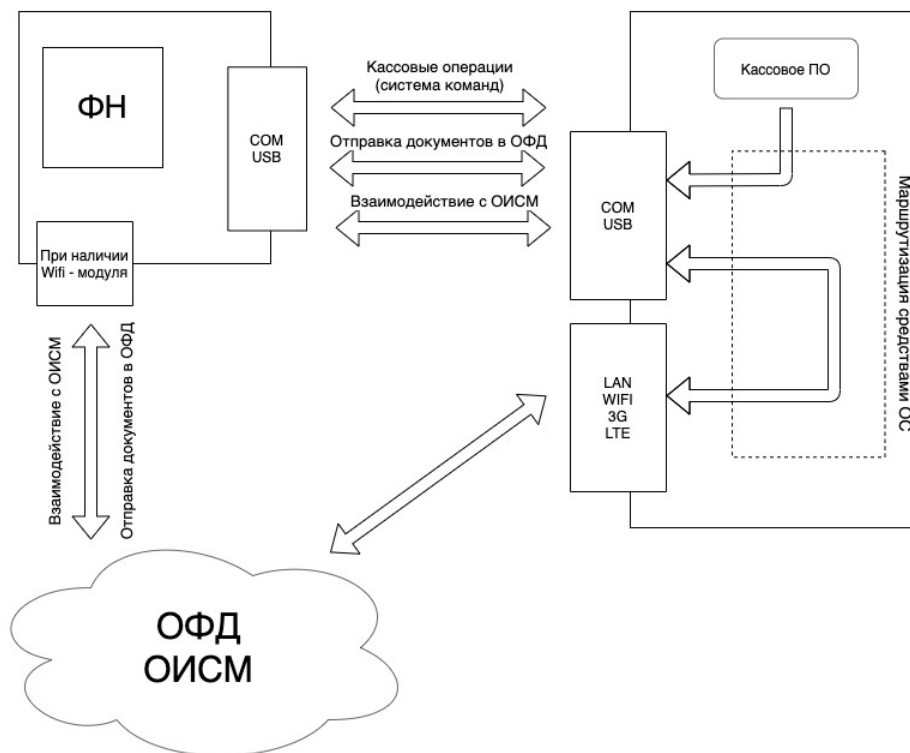 ФН
COM
USB
При наличии
Wifi - модуля
Кассовые операции
(система команд)
Отправка документов в ОФД
Взаимодействие с ОИСМ
Кассовое ПО
COM
USB
LAN
WIFI
3G
LTE
Маршрутизация средствами ОС
Взаимодействие с ОИСМ
Отправка документов в ОФД
ОФД
ОИСМ